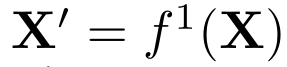 𝐗′ = f¹(𝐗)